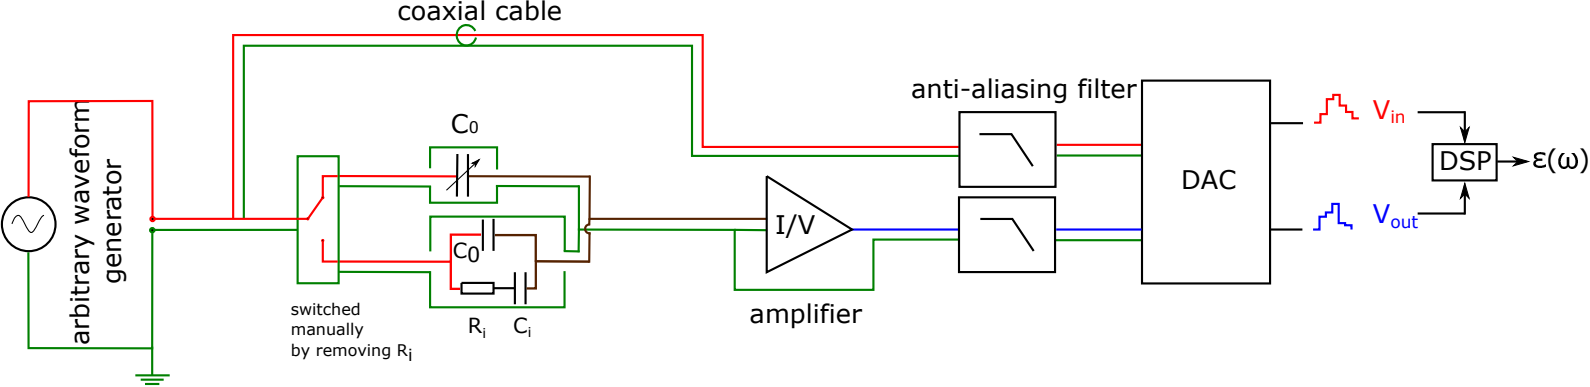 coaxial cable
arbitrary waveform
generator
C0
C0
Ri
Ci
switched
manually
by removing Ri
I/V
amplifier
anti-aliasing filter
DAC
Vin
Vout
DSP
ε(ω)